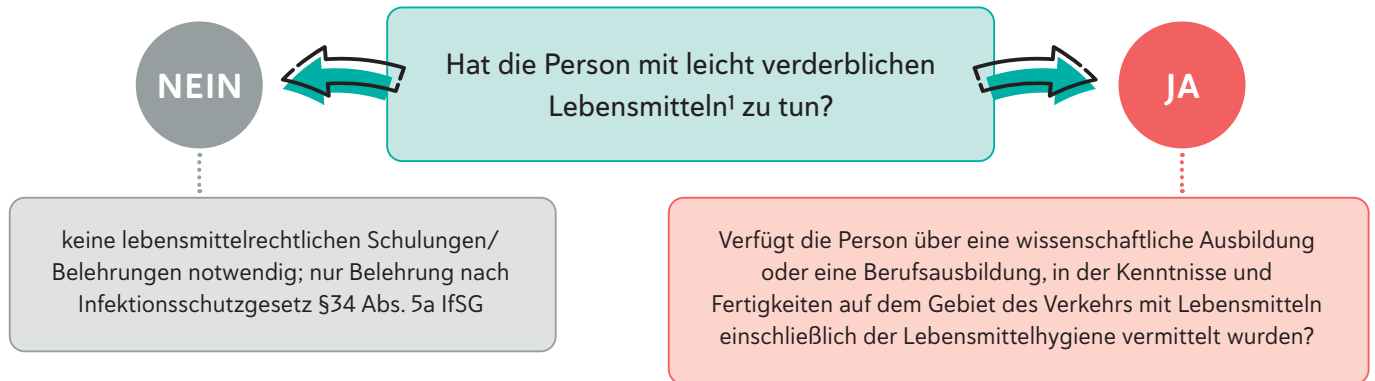 Hat die Person mit leicht verderblichen
Lebensmitteln¹ zu tun?
NEIN
JA
keine lebensmittelrechtlichen Schulungen/
Belehrungen notwendig; nur Belehrung nach
Infektionsschutzgesetz §34 Abs. 5a IfSG
Verfügt die Person über eine wissenschaftliche Ausbildung
oder eine Berufsausbildung, in der Kenntnisse und
Fertigkeiten auf dem Gebiet des Verkehrs mit Lebensmitteln
einschließlich der Lebensmittelhygiene vermittelt wurden?